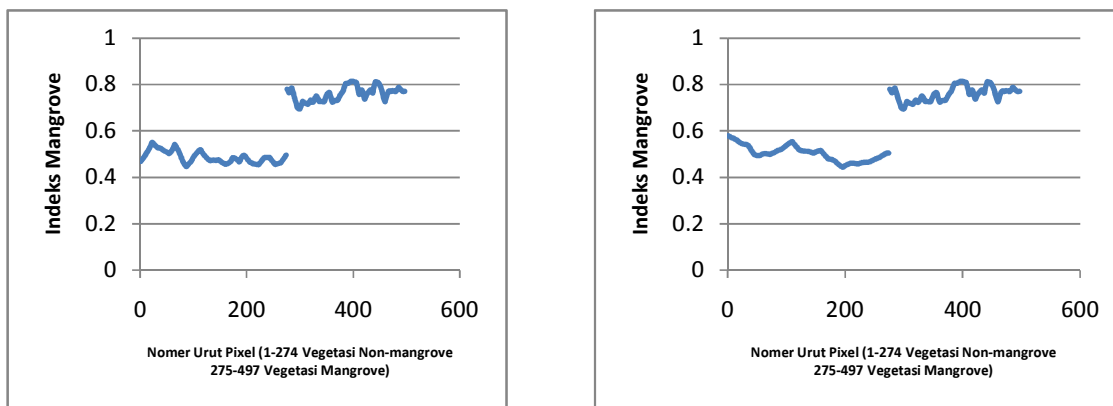 Indeks Mangrove
1
0.8
0.6
0.4
0.2
0
0 200 400 600
Nomer Urut Pixel (1-274 Vegetasi Non-mangrove
275-497 Vegetasi Mangrove)
Indeks Mangrove
1
0.8
0.6
0.4
0.2
0
0 200 400 600
Nomer Urut Pixel (1-274 Vegetasi Non-mangrove
275-497 Vegetasi Mangrove)